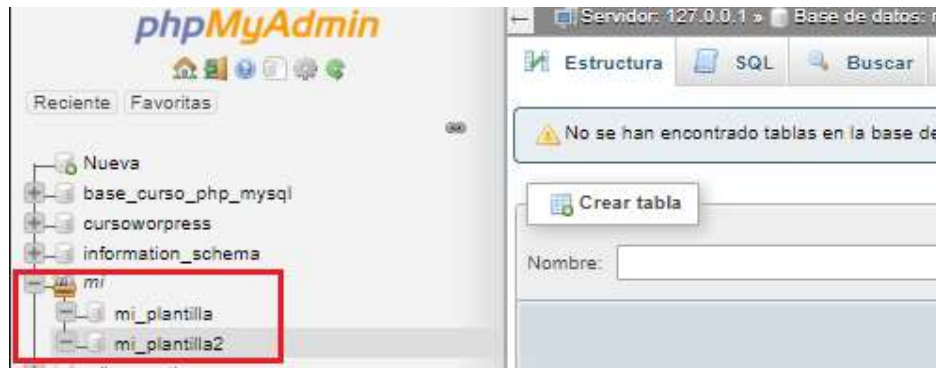 phpMyAdmin
Reciente Favoritas
Nueva
base_curso_php_mysql
cursoworpress
information_schema
mi
mi_plantilla
mi_plantilla2
Servidor: 127.0.0.1 » Base de datos:
Estructura SQL Buscar
No se han encontrado tablas en la base de
Crear tabla
Nombre: